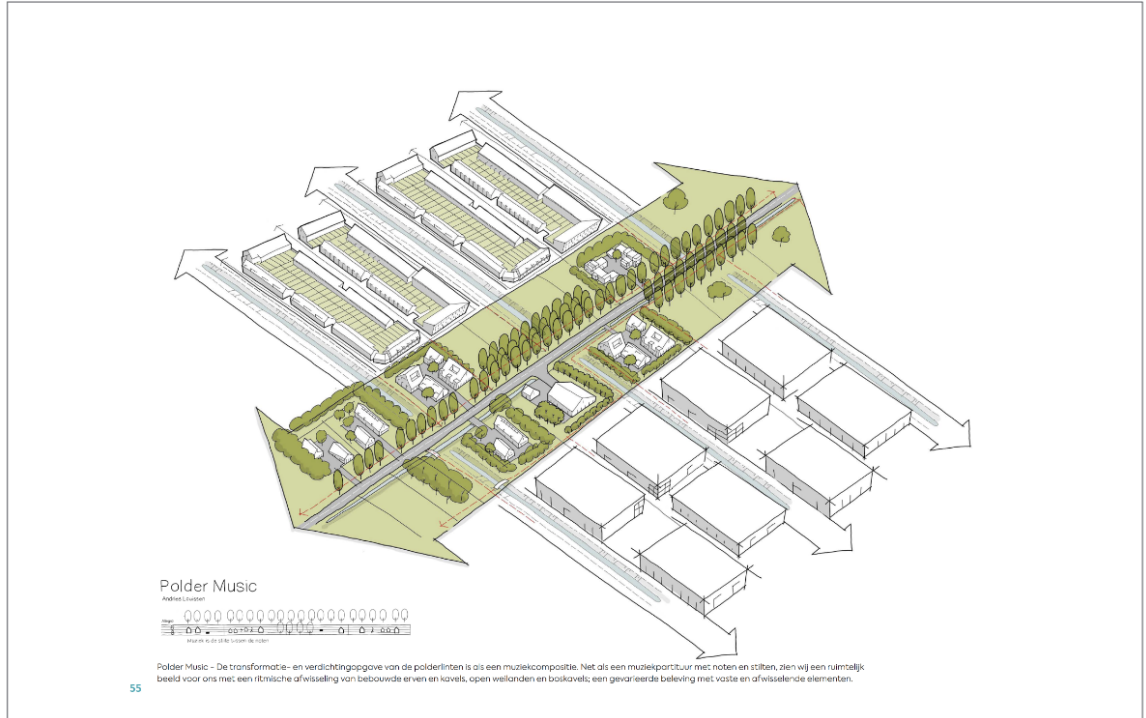 Polder Music
Muziek is de stilte tussen de noten
Polder Music - De transformatie- en verdichtingopgave van de polderlinten is als een muziekcompositie. Net als een muziekpartituur met noten en stilten, zien wij een ruimtelijk
beeld voor ons met een ritmische afwisseling van bebouwde erven en kavels, open weilanden en boskavels; een gevarieerde beleving met vaste en afwisselende elementen.
55